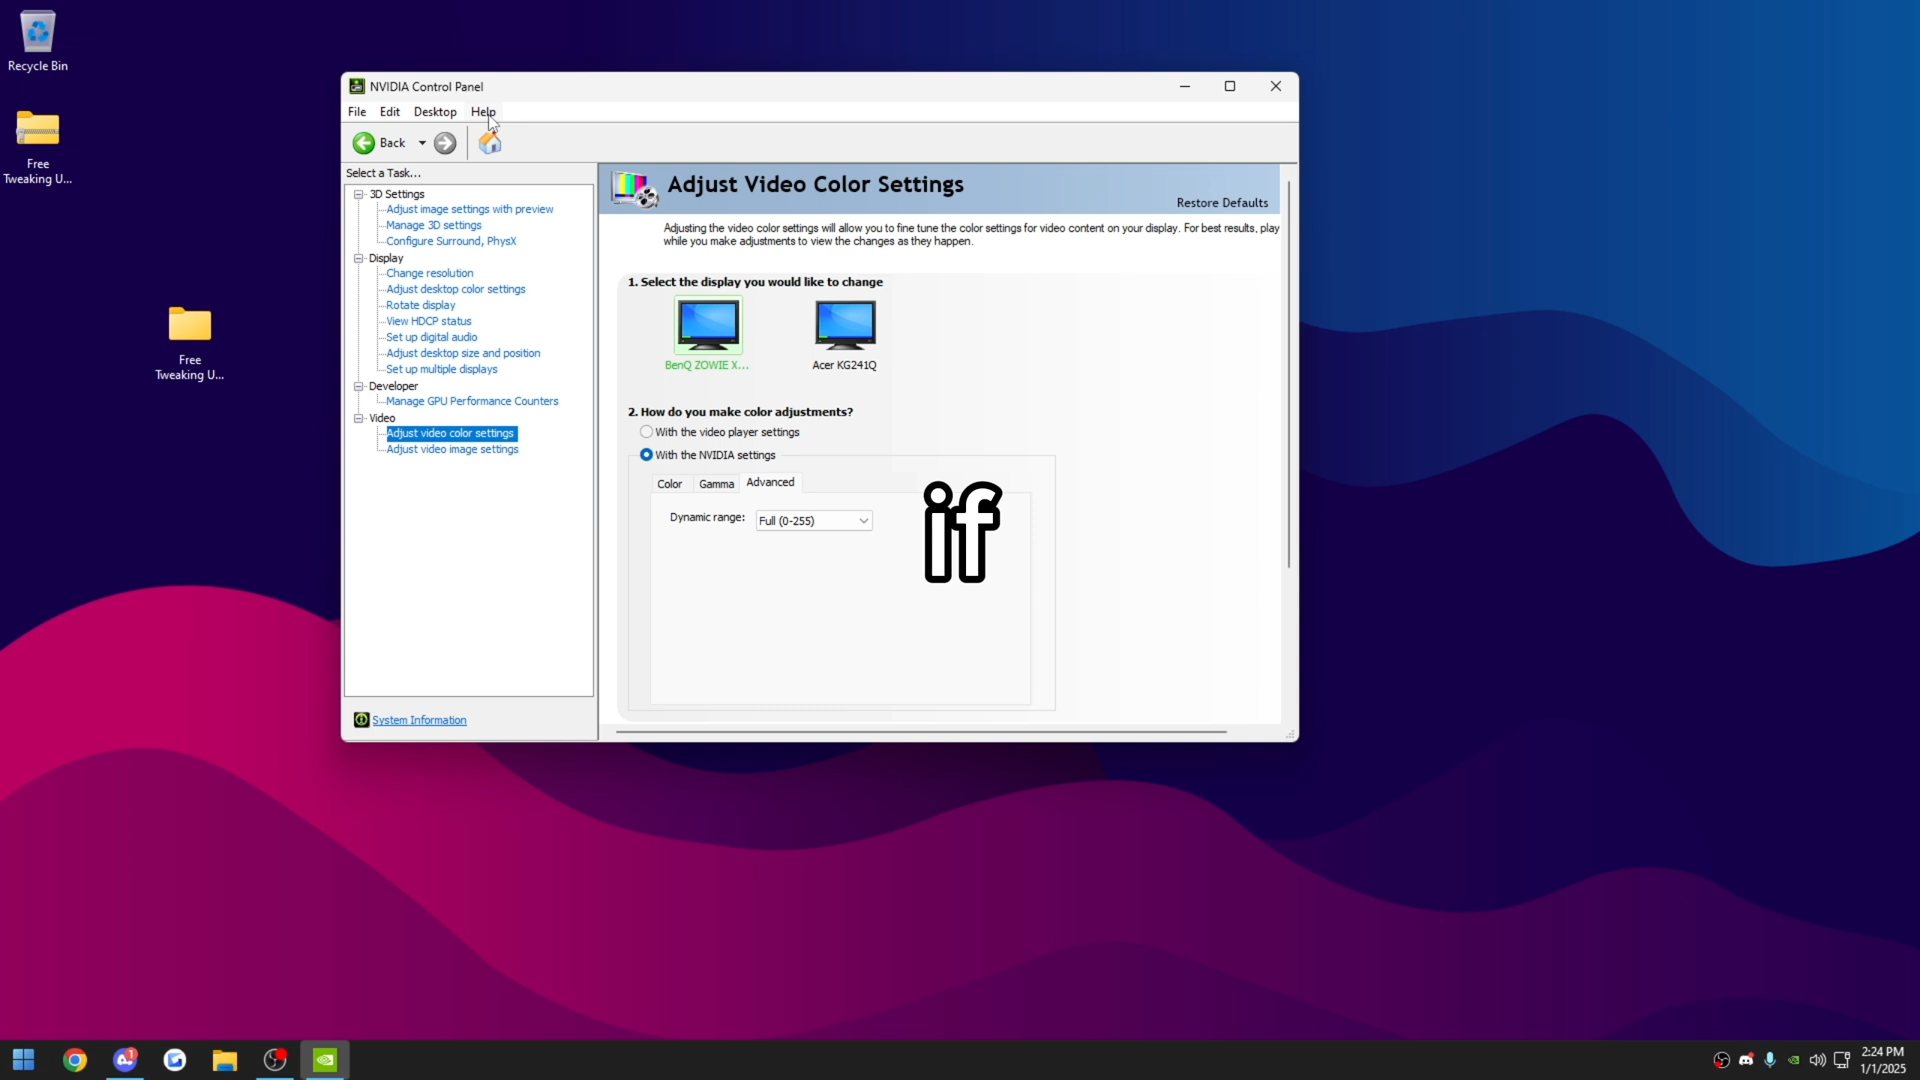 Recycle Bin
Free
Tweaking U...
Free
Tweaking U...
NVIDIA Control Panel
File Edit Desktop Help
Back
Select a Task...
3D Settings
Adjust image settings with preview
Manage 3D settings
Configure Surround, PhysX
Display
Change resolution
Adjust desktop color settings
Rotate display
View HDCP status
Set up digital audio
Adjust desktop size and position
Set up multiple displays
Developer
Manage GPU Performance Counters
Video
Adjust video color settings
Adjust video image settings
System Information
Adjust Video Color Settings
Restore Defaults
Adjusting the video color settings will allow you to fine tune the color settings for video content on your display. For best results, play
while you make adjustments to view the changes as they happen.
1. Select the display you would like to change
BenQ ZOWIE X... Acer KG241Q
2. How do you make color adjustments?
With the video player settings
With the NVIDIA settings
Color Gamma Advanced
Dynamic range: Full (0-255)
if
1
2:24 PM
1/1/2025